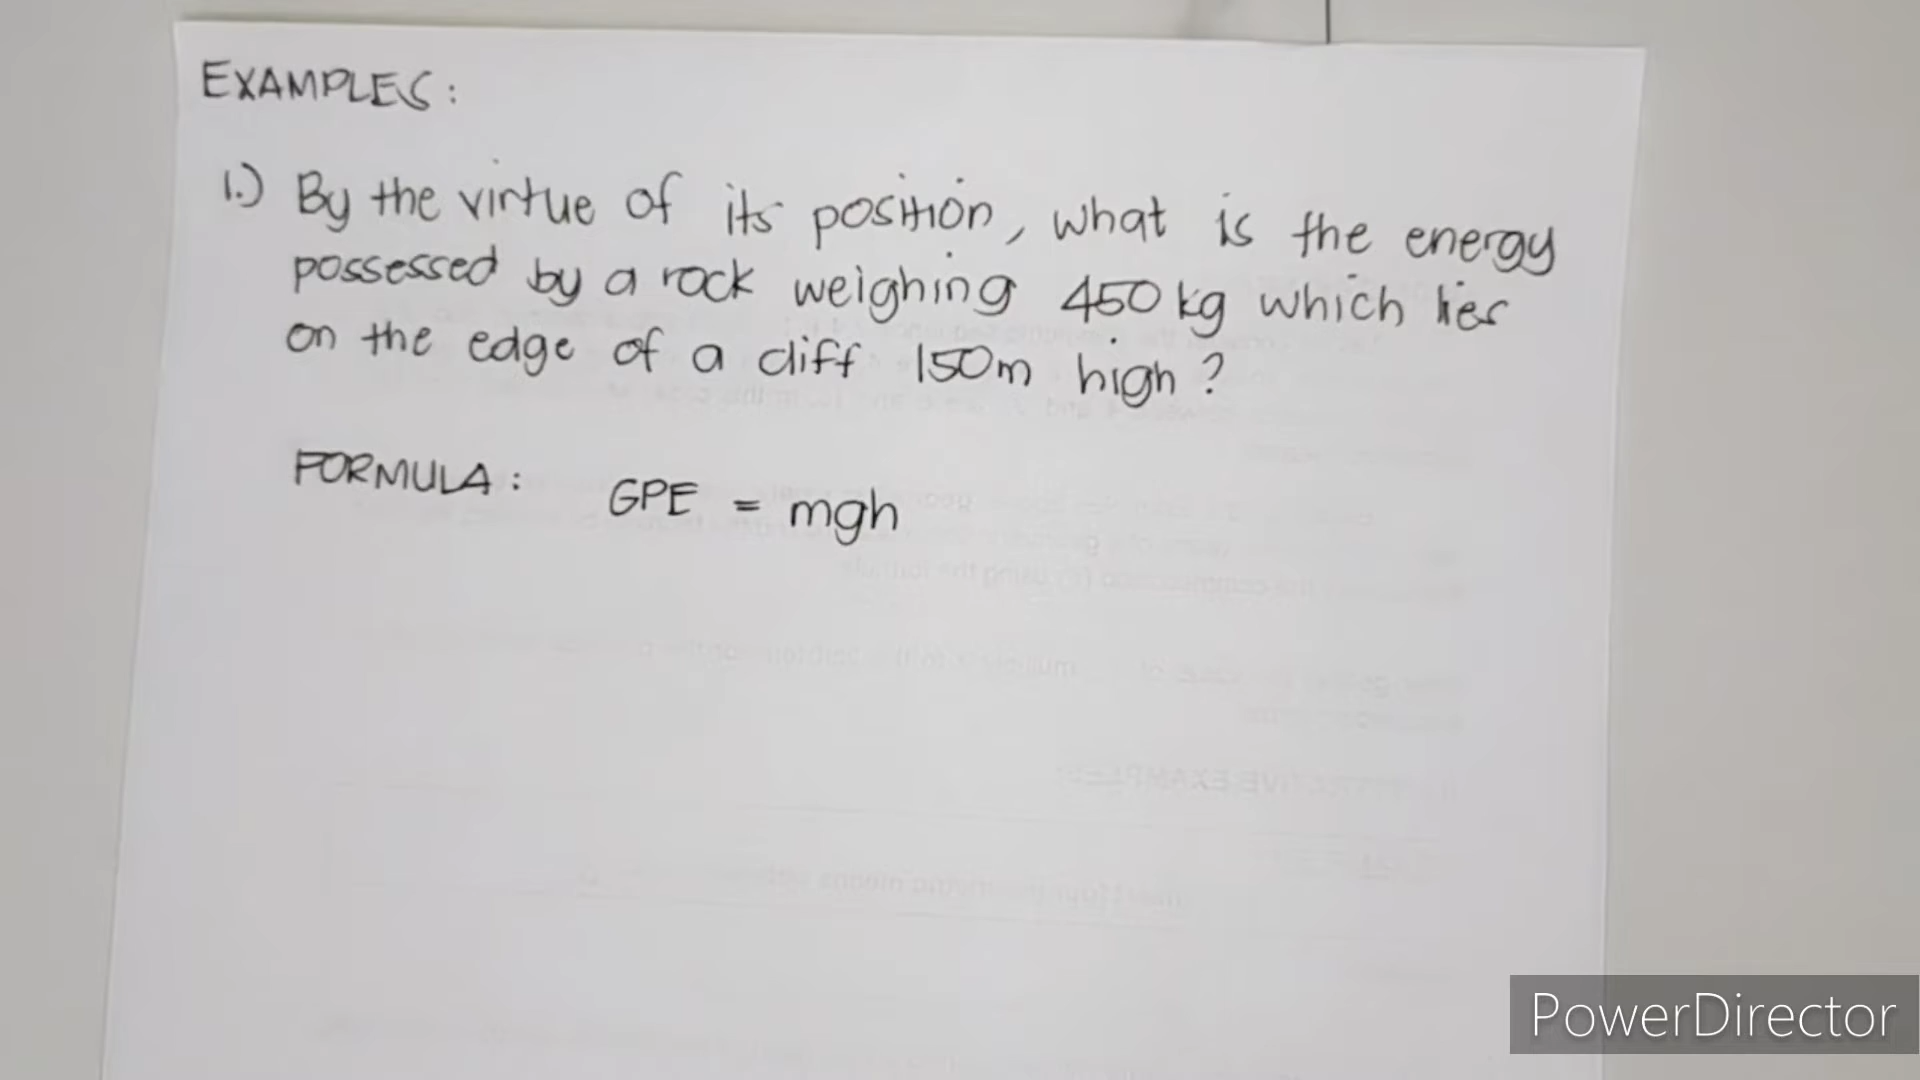 EXAMPLES:
1.) By the virtue of its position, what is the energy
possessed by a rock weighing 450 kg which lies
on the edge of a cliff 150m high?
FORMULA: GPE = mgh
PowerDirector